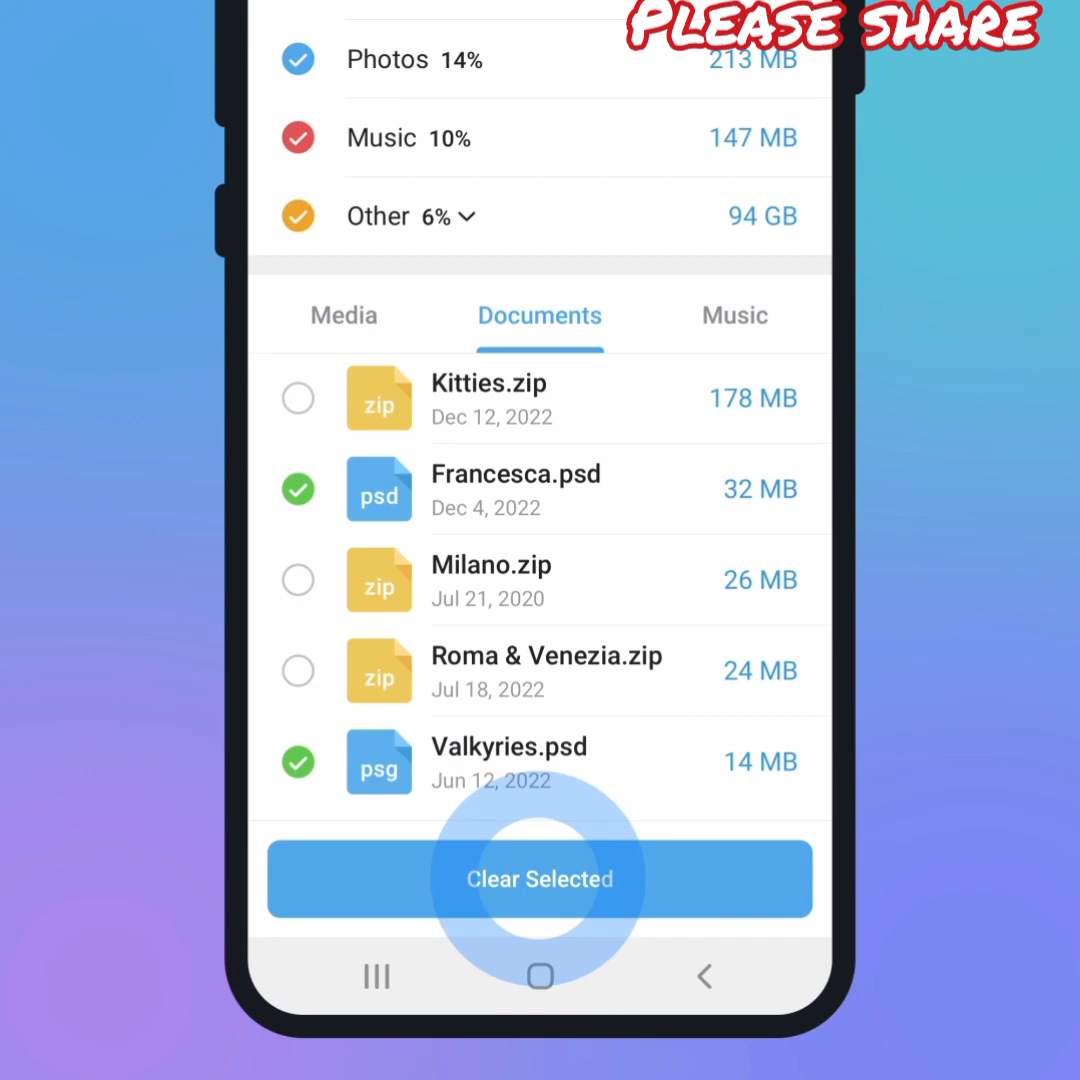 PLEASE SHARE
Photos 14% 213 MB
Music 10% 147 MB
Other 6% 94 GB
Media Documents Music
zip Kitties.zip 178 MB
Dec 12, 2022
psd Francesca.psd 32 MB
Dec 4, 2022
zip Milano.zip 26 MB
Jul 21, 2020
zip Roma & Venezia.zip 24 MB
Jul 18, 2022
psg Valkyries.psd 14 MB
Jun 12, 2022
Clear Selected